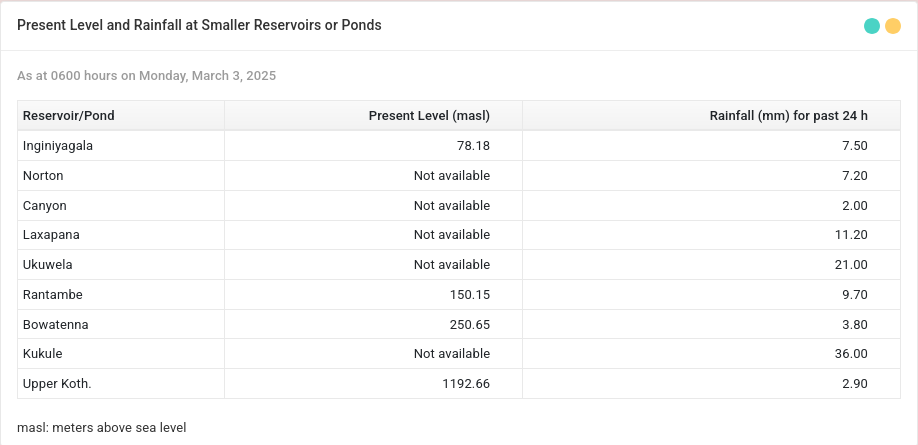 Present Level and Rainfall at Smaller Reservoirs or Ponds
As at 0600 hours on Monday, March 3, 2025
Reservoir/Pond Present Level (masl) Rainfall (mm) for past 24 h
Inginiyagala 78.18 7.50
Norton Not available 7.20
Canyon Not available 2.00
Laxapana Not available 11.20
Ukuwela Not available 21.00
Rantambe 150.15 9.70
Bowatenna 250.65 3.80
Kukule Not available 36.00
Upper Koth. 1192.66 2.90
masl: meters above sea level